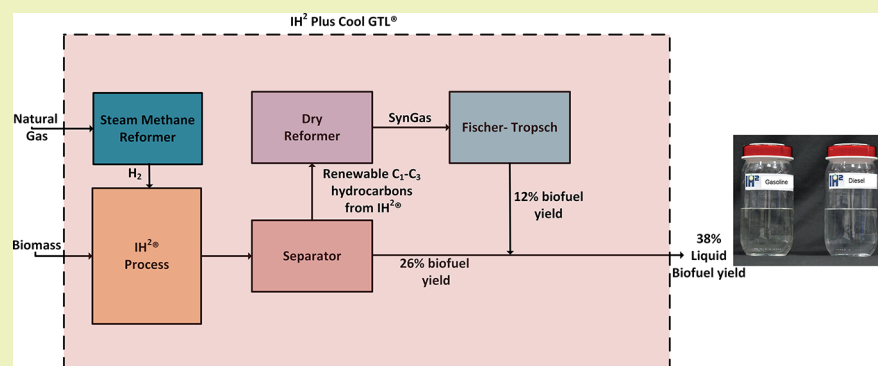 IH² Plus Cool GTL®
Natural
Gas
Steam Methane
Reformer
H₂
Biomass
IH²®
Process
Dry
Reformer
SynGas
Fischer- Tropsch
Renewable C₁-C₃
hydrocarbons
from IH²®
Separator
12% biofuel
yield
26% biofuel
yield
38%
Liquid
Biofuel yield
IH² Gasoline
IH² Diesel